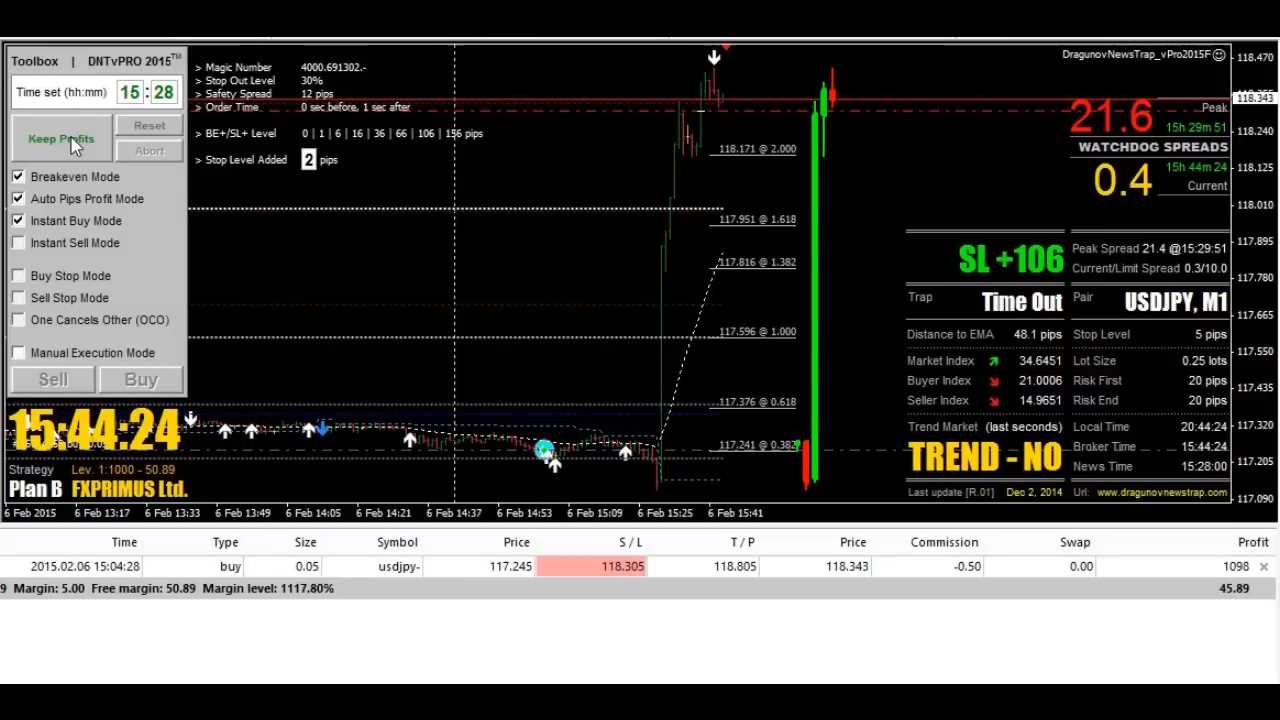 Toolbox | DNTvPRO 2015™
Time set (hh:mm) 15 : 28
Keep Profits
Reset
Abort
Breakeven Mode
Auto Pips Profit Mode
Instant Buy Mode
Instant Sell Mode
Buy Stop Mode
Sell Stop Mode
One Cancels Other (OCO)
Manual Execution Mode
Sell Buy
15:44:24
Strategy Lev. 1:1000 - 50.89
Plan B FXPRIMUS Ltd.
> Magic Number 4000.691302.-
> Stop Out Level 30%
> Safety Spread 12 pips
> Order Time 0 sec before, 1 sec after
> BE+/SL+ Level 0 | 1 | 6 | 16 | 36 | 66 | 106 | 156 pips
> Stop Level Added 2 pips
118.171 @ 2.000
117.951 @ 1.618
117.816 @ 1.382
117.596 @ 1.000
117.376 @ 0.618
117.241 @ 0.382
DragunovNewsTrap_vPro2015F
21.6 Peak
15h 29m 51
WATCHDOG SPREADS
0.4 15h 44m 24
Current
SL +106 Peak Spread 21.4 @15:29:51
Current/Limit Spread 0.3/10.0
Trap Time Out Pair USDJPY, M1
Distance to EMA 48.1 pips Stop Level 5 pips
Market Index 34.6451 Lot Size 0.25 lots
Buyer Index 21.0006 Risk First 20 pips
Seller Index 14.9651 Risk End 20 pips
Trend Market (last seconds) Local Time 20:44:24
TREND - NO Broker Time 15:44:24
News Time 15:28:00
Last update [R.01] Dec 2, 2014 Url: www.dragunovnewstrap.com
118.470
118.343
118.240
118.125
118.010
117.895
117.780
117.665
117.550
117.435
117.320
117.205
117.090
6 Feb 2015 6 Feb 13:17 6 Feb 13:33 6 Feb 13:49 6 Feb 14:05 6 Feb 14:21 6 Feb 14:37 6 Feb 14:53 6 Feb 15:09 6 Feb 15:25 6 Feb 15:41
Time Type Size Symbol Price S / L T / P Price Commission Swap Profit
2015.02.06 15:04:28 buy 0.05 usdjpy- 117.245 118.305 118.805 118.343 -0.50 0.00 1098
9 Margin: 5.00 Free margin: 50.89 Margin level: 1117.80% 45.89